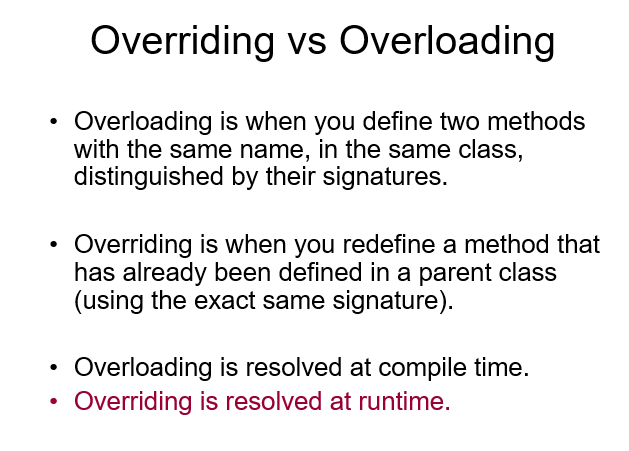 Overriding vs Overloading
• Overloading is when you define two methods
with the same name, in the same class,
distinguished by their signatures.
• Overriding is when you redefine a method that
has already been defined in a parent class
(using the exact same signature).
• Overloading is resolved at compile time.
• Overriding is resolved at runtime.